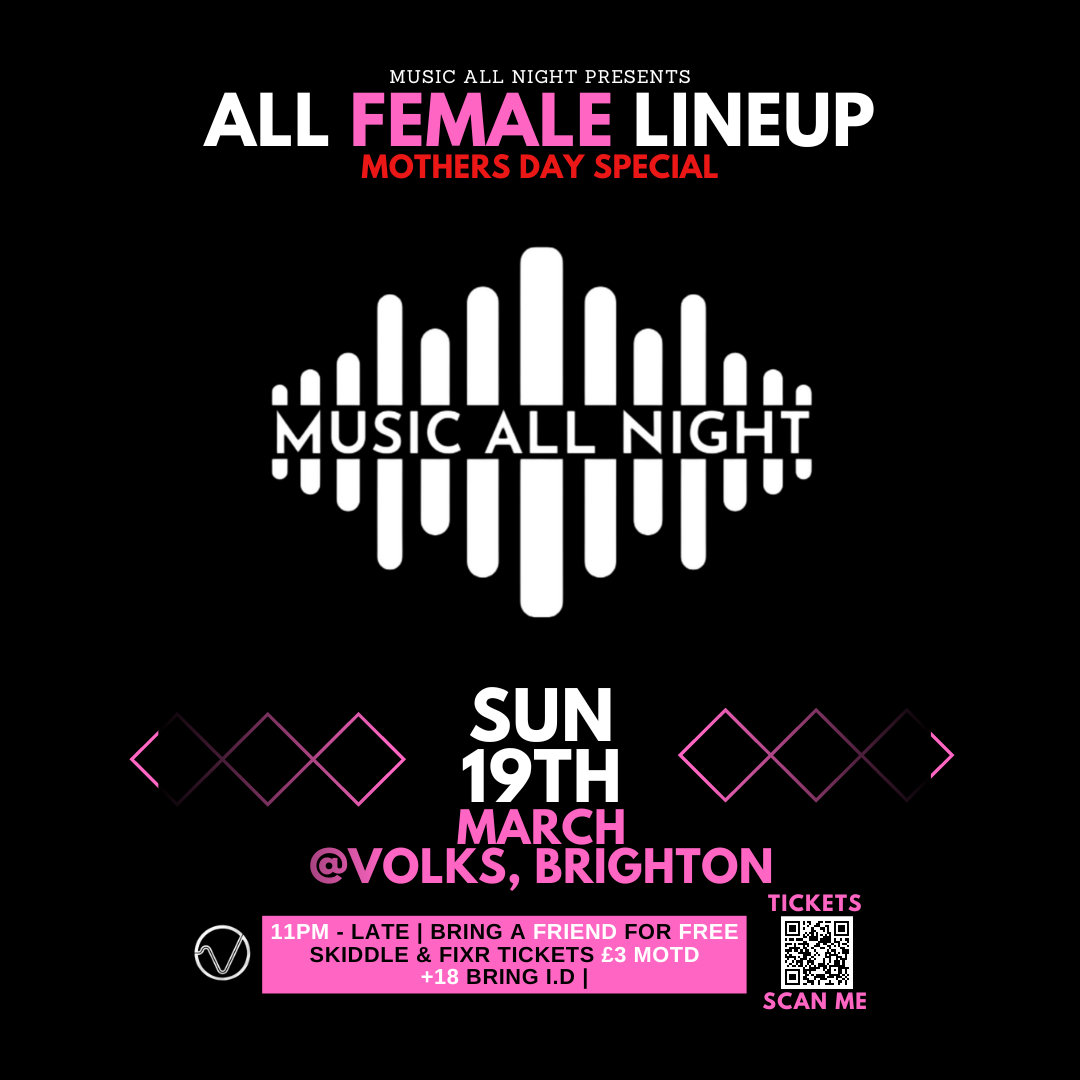 MUSIC ALL NIGHT PRESENTS
ALL FEMALE LINEUP
MOTHERS DAY SPECIAL
MUSIC ALL NIGHT
SUN
19TH
MARCH
@VOLKS, BRIGHTON
11PM - LATE | BRING A FRIEND FOR FREE
SKIDDLE & FIXR TICKETS £3 MOTD
+18 BRING I.D |
TICKETS
SCAN ME